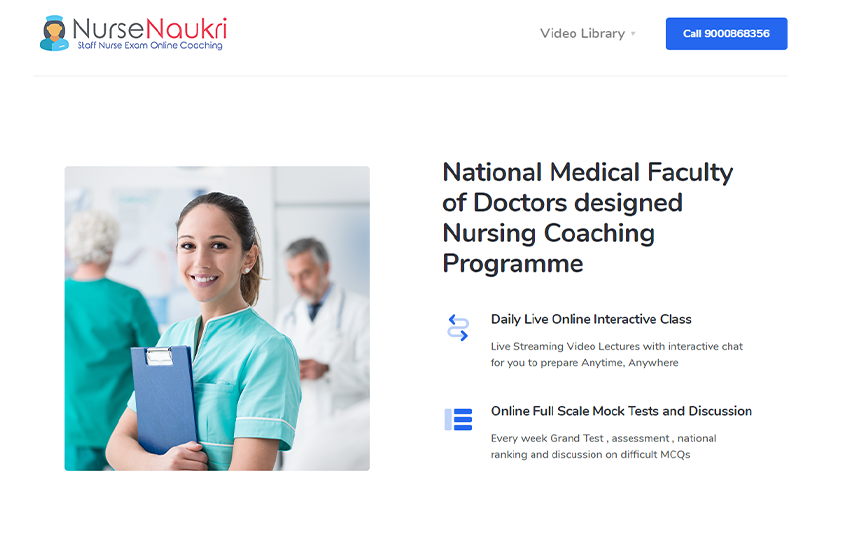 NurseNaukri
Staff Nurse Exam Online Coaching
Video Library
Call 9000868356
National Medical Faculty
of Doctors designed
Nursing Coaching
Programme
Daily Live Online Interactive Class
Live Streaming Video Lectures with interactive chat
for you to prepare Anytime, Anywhere
Online Full Scale Mock Tests and Discussion
Every week Grand Test , assessment , national
ranking and discussion on difficult MCQs